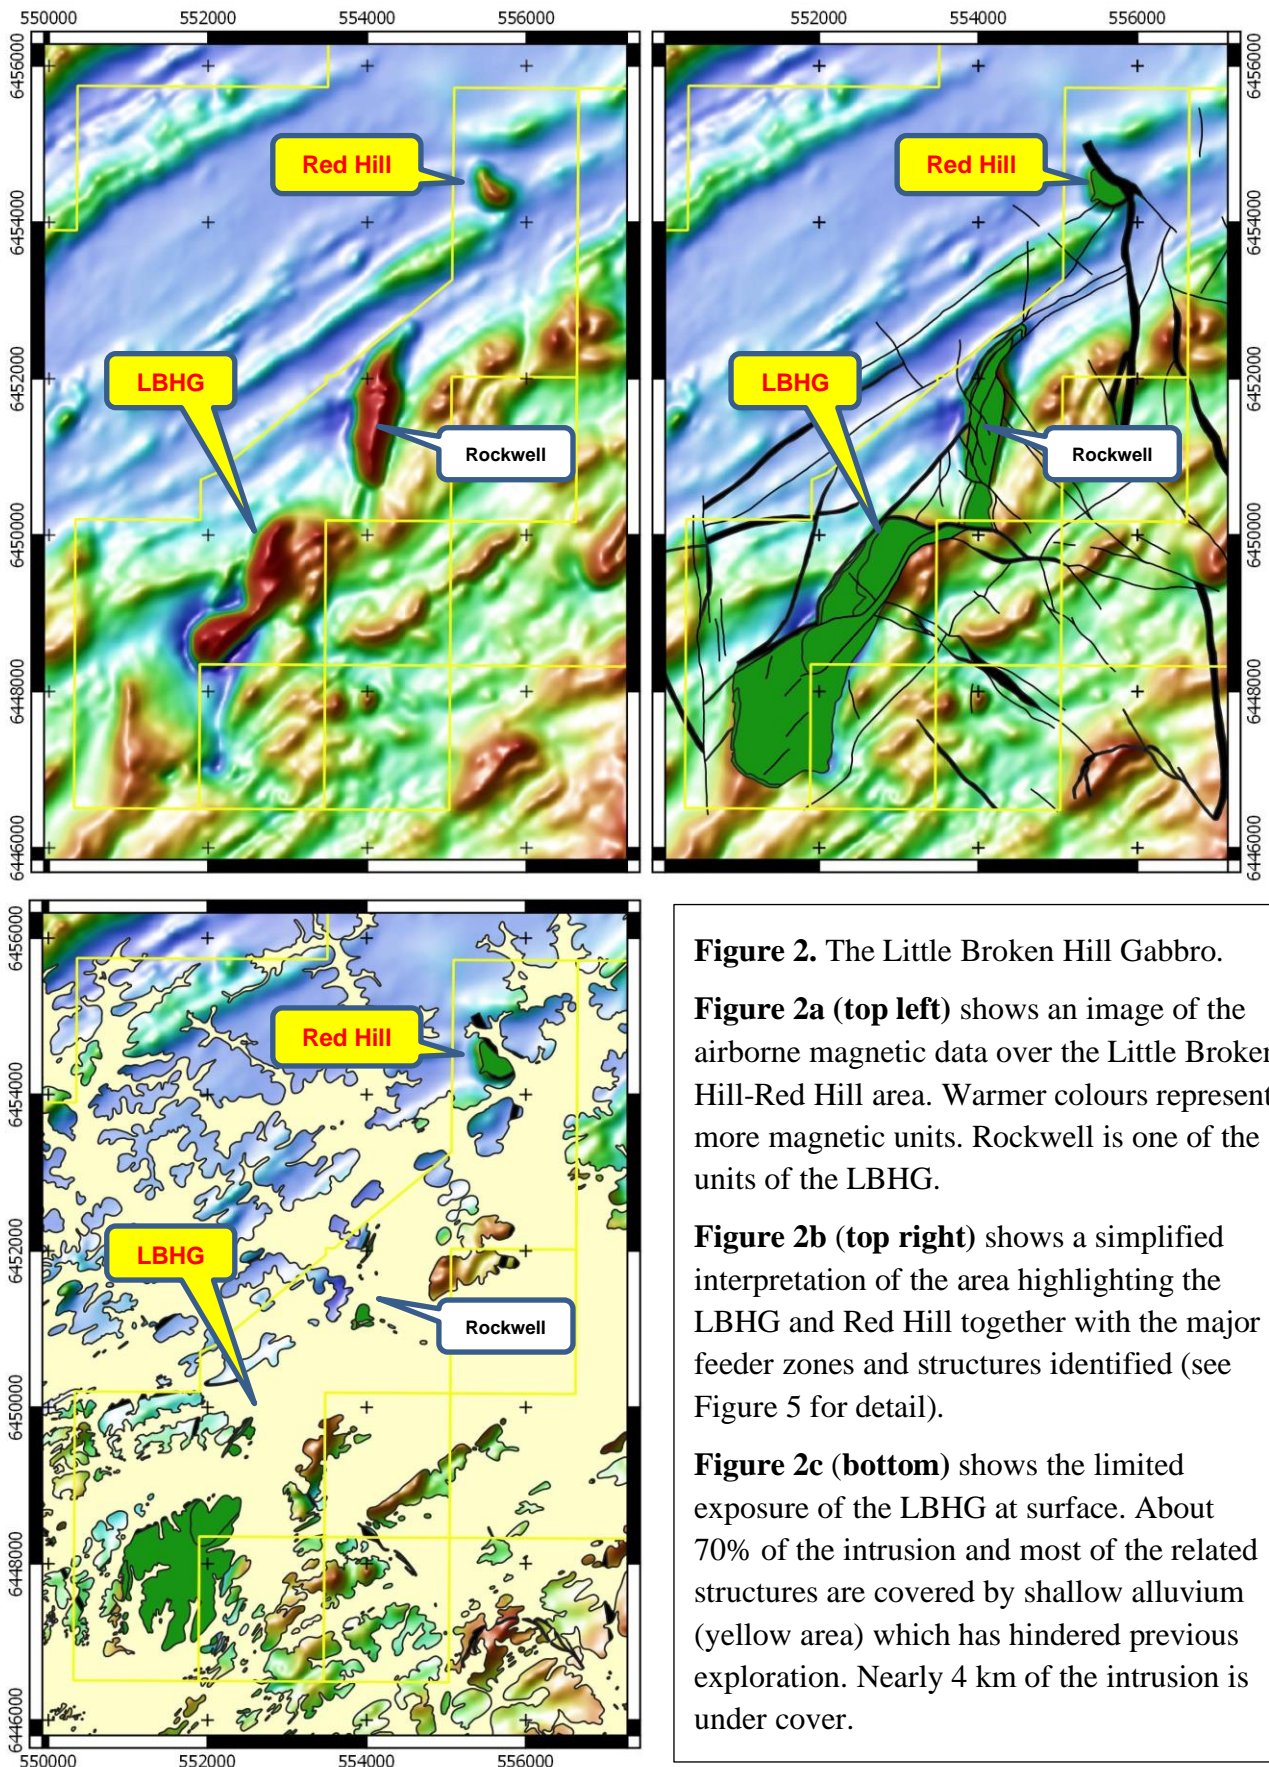 550000 552000 554000 556000
552000 554000 556000
6456000
6454000
6452000
6450000
6448000
6446000
Red Hill
LBHG
Rockwell
Red Hill
LBHG
Rockwell
6456000
6454000
6452000
6450000
6448000
6446000
6456000
6454000
6452000
6450000
6448000
6446000
Red Hill
LBHG
Rockwell
550000 552000 554000 556000
Figure 2. The Little Broken Hill Gabbro.
Figure 2a (top left) shows an image of the
airborne magnetic data over the Little Broken
Hill-Red Hill area. Warmer colours represent
more magnetic units. Rockwell is one of the
units of the LBHG.
Figure 2b (top right) shows a simplified
interpretation of the area highlighting the
LBHG and Red Hill together with the major
feeder zones and structures identified (see
Figure 5 for detail).
Figure 2c (bottom) shows the limited
exposure of the LBHG at surface. About
70% of the intrusion and most of the related
structures are covered by shallow alluvium
(yellow area) which has hindered previous
exploration. Nearly 4 km of the intrusion is
under cover.